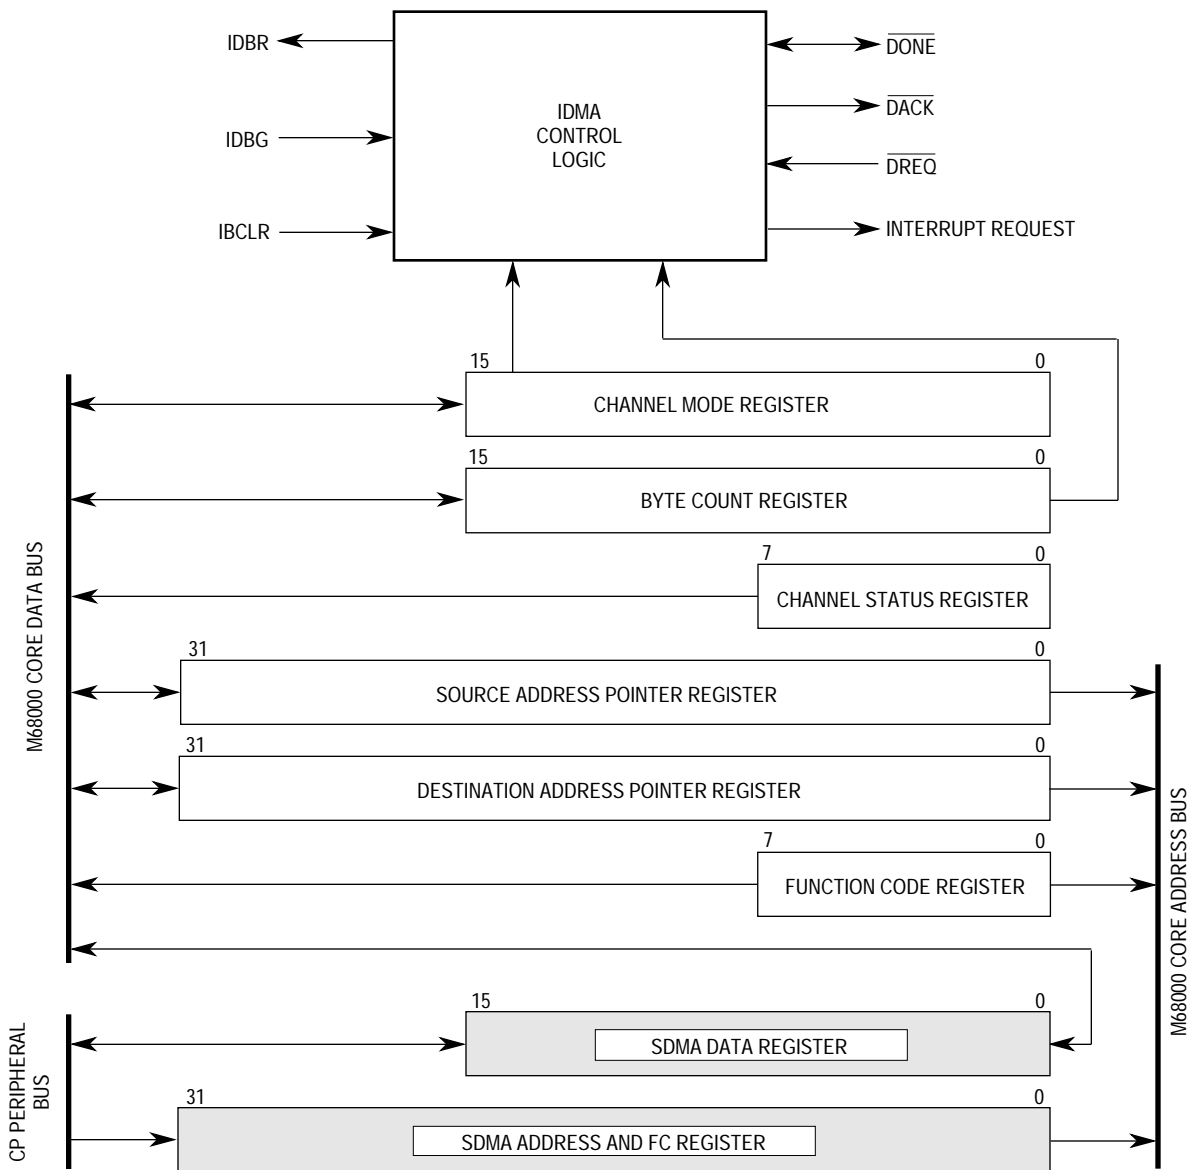 IDBR
IDBG
IBCLR
IDMA
CONTROL
LOGIC
DONE
DACK
DREQ
INTERRUPT REQUEST
15 0
CHANNEL MODE REGISTER
15 0
BYTE COUNT REGISTER
7 0
CHANNEL STATUS REGISTER
31 0
SOURCE ADDRESS POINTER REGISTER
31 0
DESTINATION ADDRESS POINTER REGISTER
7 0
FUNCTION CODE REGISTER
15 0
SDMA DATA REGISTER
31 0
SDMA ADDRESS AND FC REGISTER
M68000 CORE DATA BUS
CP PERIPHERAL
BUS
M68000 CORE ADDRESS BUS